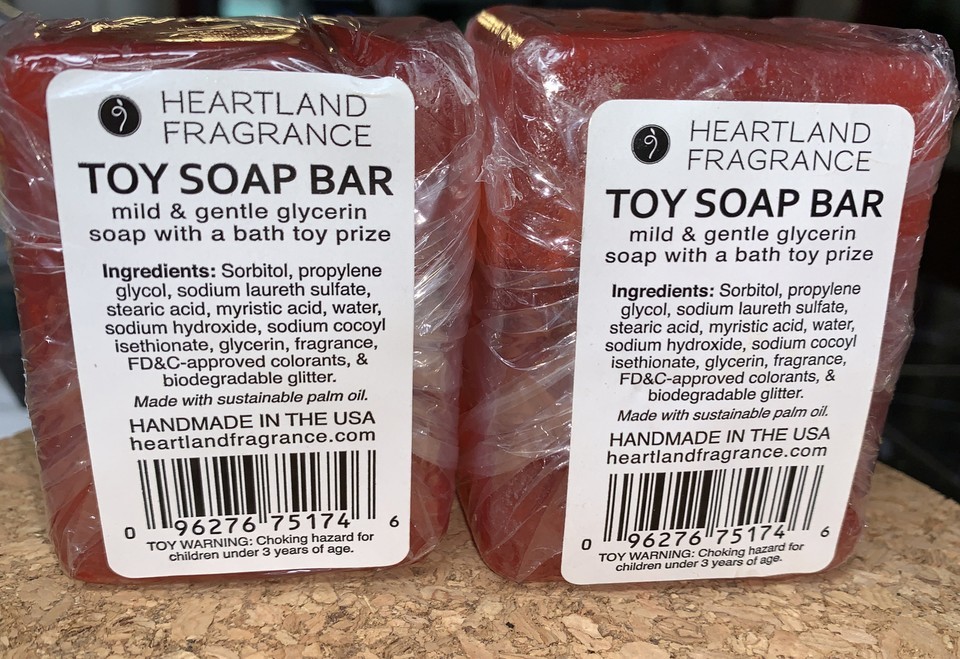 HEARTLAND
FRAGRANCE
TOY SOAP BAR
mild & gentle glycerin
soap with a bath toy prize
Ingredients: Sorbitol, propylene
glycol, sodium laureth sulfate,
stearic acid, myristic acid, water,
sodium hydroxide, sodium cocoyl
isethionate, glycerin, fragrance,
FD&C-approved colorants, &
biodegradable glitter.
Made with sustainable palm oil.
HANDMADE IN THE USA
heartlandfragrance.com
0 96276 75174 6
TOY WARNING: Choking hazard for
children under 3 years of age.
HEARTLAND
FRAGRANCE
TOY SOAP BAR
mild & gentle glycerin
soap with a bath toy prize
Ingredients: Sorbitol, propylene
glycol, sodium laureth sulfate,
stearic acid, myristic acid, water,
sodium hydroxide, sodium cocoyl
isethionate, glycerin, fragrance,
FD&C-approved colorants, &
biodegradable glitter.
Made with sustainable palm oil.
HANDMADE IN THE USA
heartlandfragrance.com
0 96276 75174 6
TOY WARNING: Choking hazard for
children under 3 years of age.